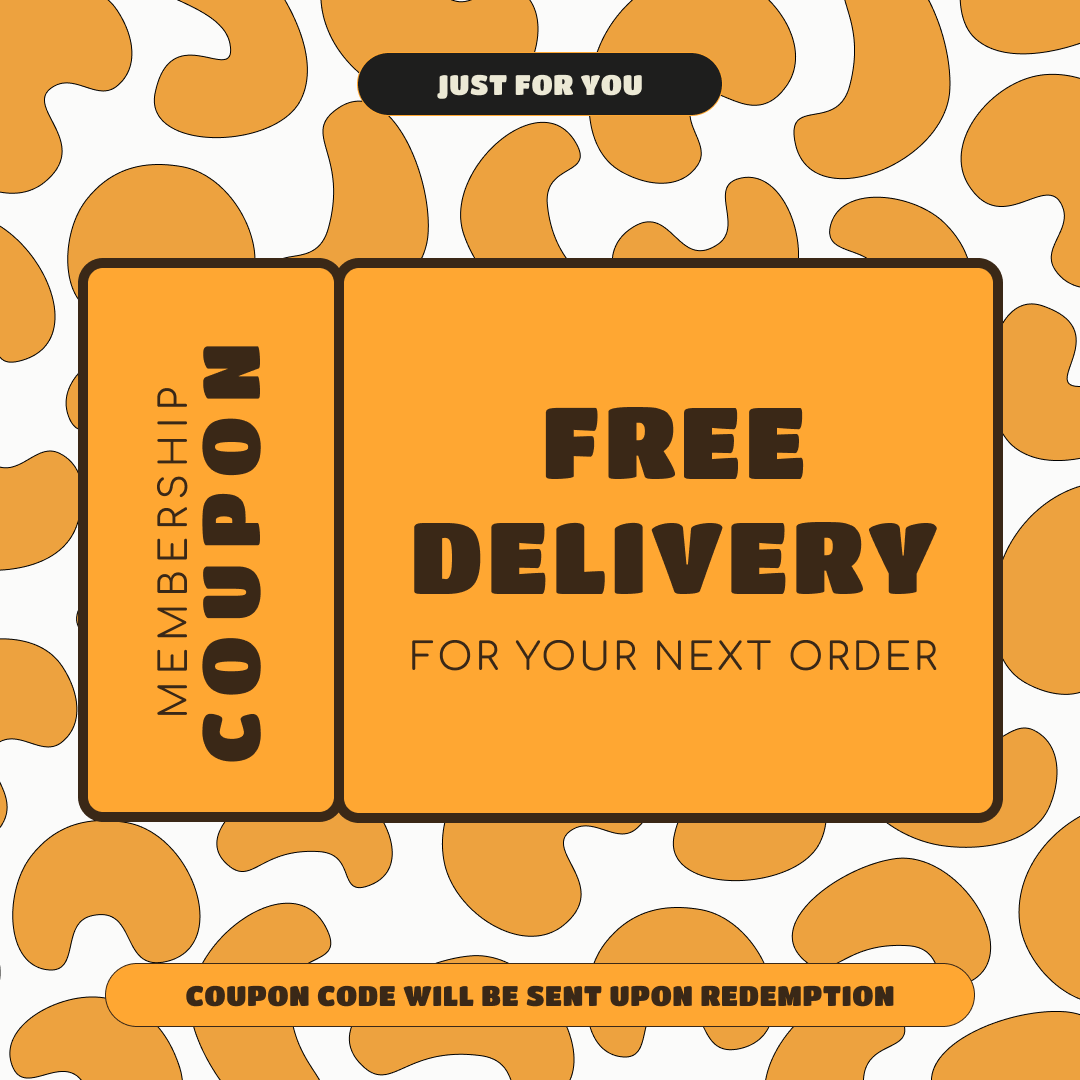 JUST FOR YOU
MEMBERSHIP
COUPON
FREE
DELIVERY
FOR YOUR NEXT ORDER
COUPON CODE WILL BE SENT UPON REDEMPTION